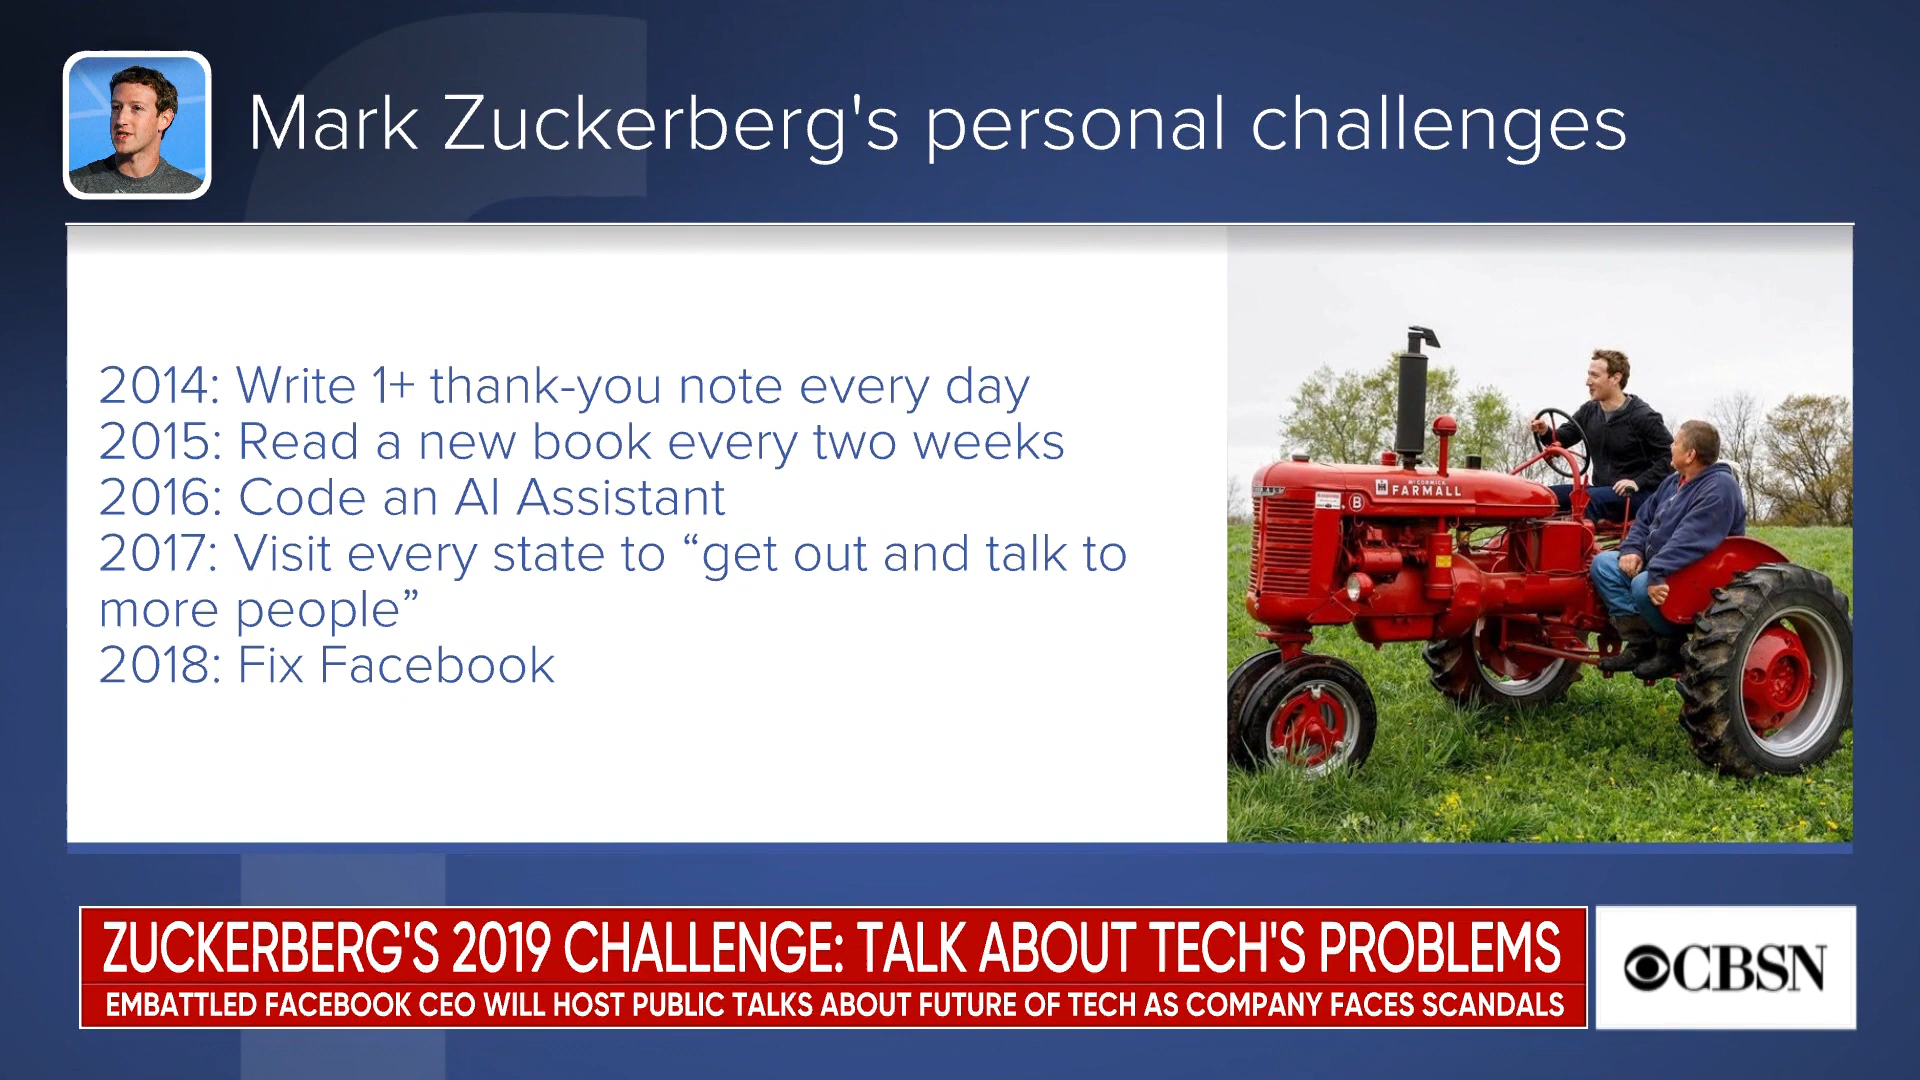 Mark Zuckerberg's personal challenges
2014: Write 1+ thank-you note every day
2015: Read a new book every two weeks
2016: Code an AI Assistant
2017: Visit every state to “get out and talk to
more people”
2018: Fix Facebook
McCORMICK
FARMALL
B
ZUCKERBERG'S 2019 CHALLENGE: TALK ABOUT TECH'S PROBLEMS
EMBATTLED FACEBOOK CEO WILL HOST PUBLIC TALKS ABOUT FUTURE OF TECH AS COMPANY FACES SCANDALS
CBSN